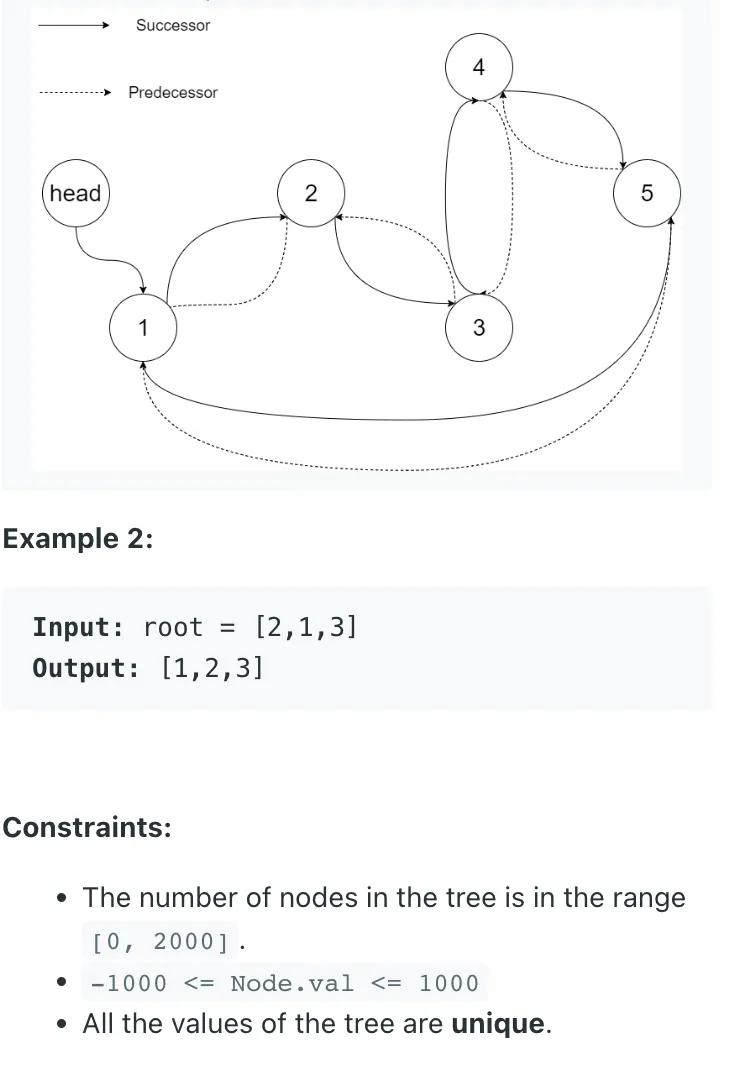 Successor
Predecessor
4
head
2
5
1
3
Example 2:
Input: root = [2,1,3]
Output: [1,2,3]
Constraints:
• The number of nodes in the tree is in the range
[0, 2000].
• -1000 <= Node.val <= 1000
• All the values of the tree are unique.